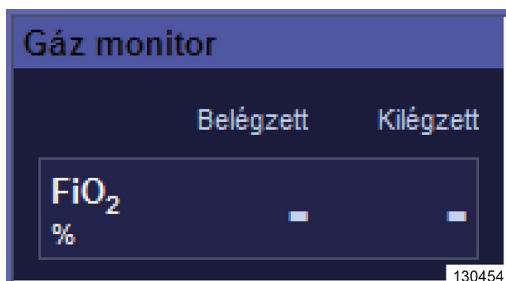 Gáz monitor
Belégzett Kilégzett
FiO₂
% - -
130454